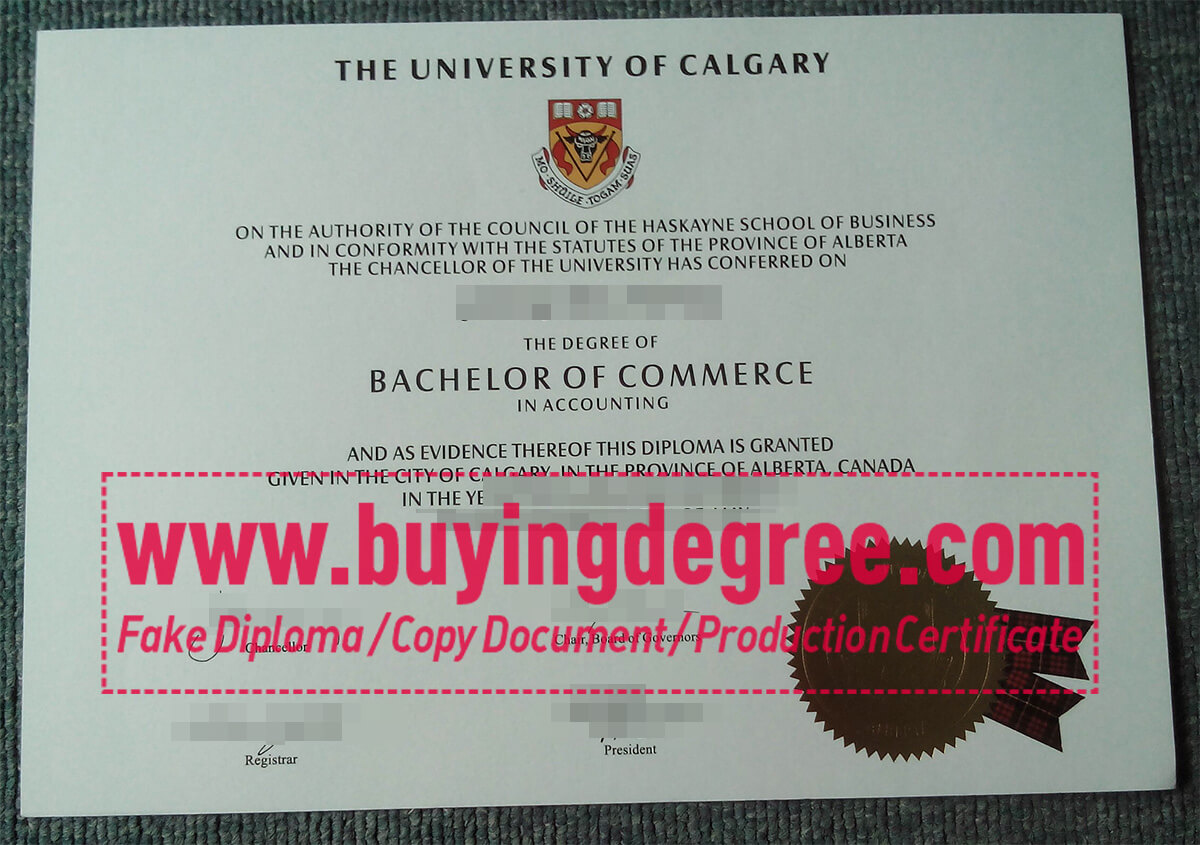 THE UNIVERSITY OF CALGARY
MO·SHÙILE·TOGAM·SUAS
ON THE AUTHORITY OF THE COUNCIL OF THE HASKAYNE SCHOOL OF BUSINESS
AND IN CONFORMITY WITH THE STATUTES OF THE PROVINCE OF ALBERTA
THE CHANCELLOR OF THE UNIVERSITY HAS CONFERRED ON
THE DEGREE OF
BACHELOR OF COMMERCE
IN ACCOUNTING
AND AS EVIDENCE THEREOF THIS DIPLOMA IS GRANTED
GIVEN IN THE CITY OF CALGARY, IN THE PROVINCE OF ALBERTA, CANADA
IN THE
www.buyingdegree.com
Fake Diploma / Copy Document / Production Certificate
Chancellor
Chair, Board of Governors
Registrar
President